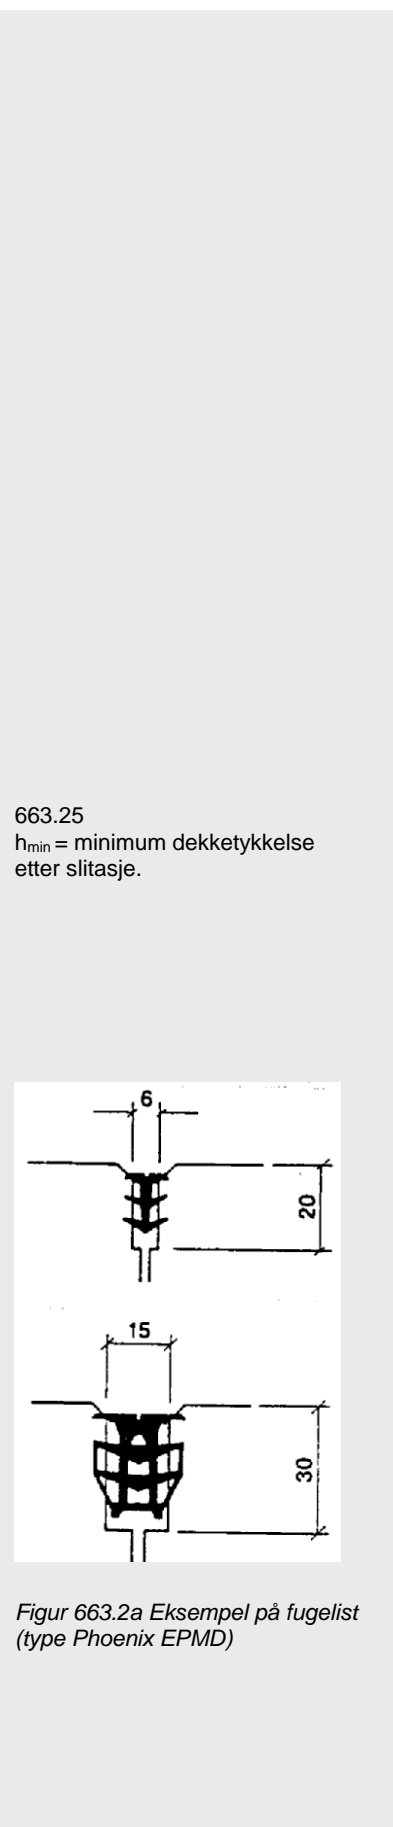 663.25
hmin = minimum dekketykkelse
etter slitasje.
6
20
15
30
Figur 663.2a Eksempel på fugelist
(type Phoenix EPMD)